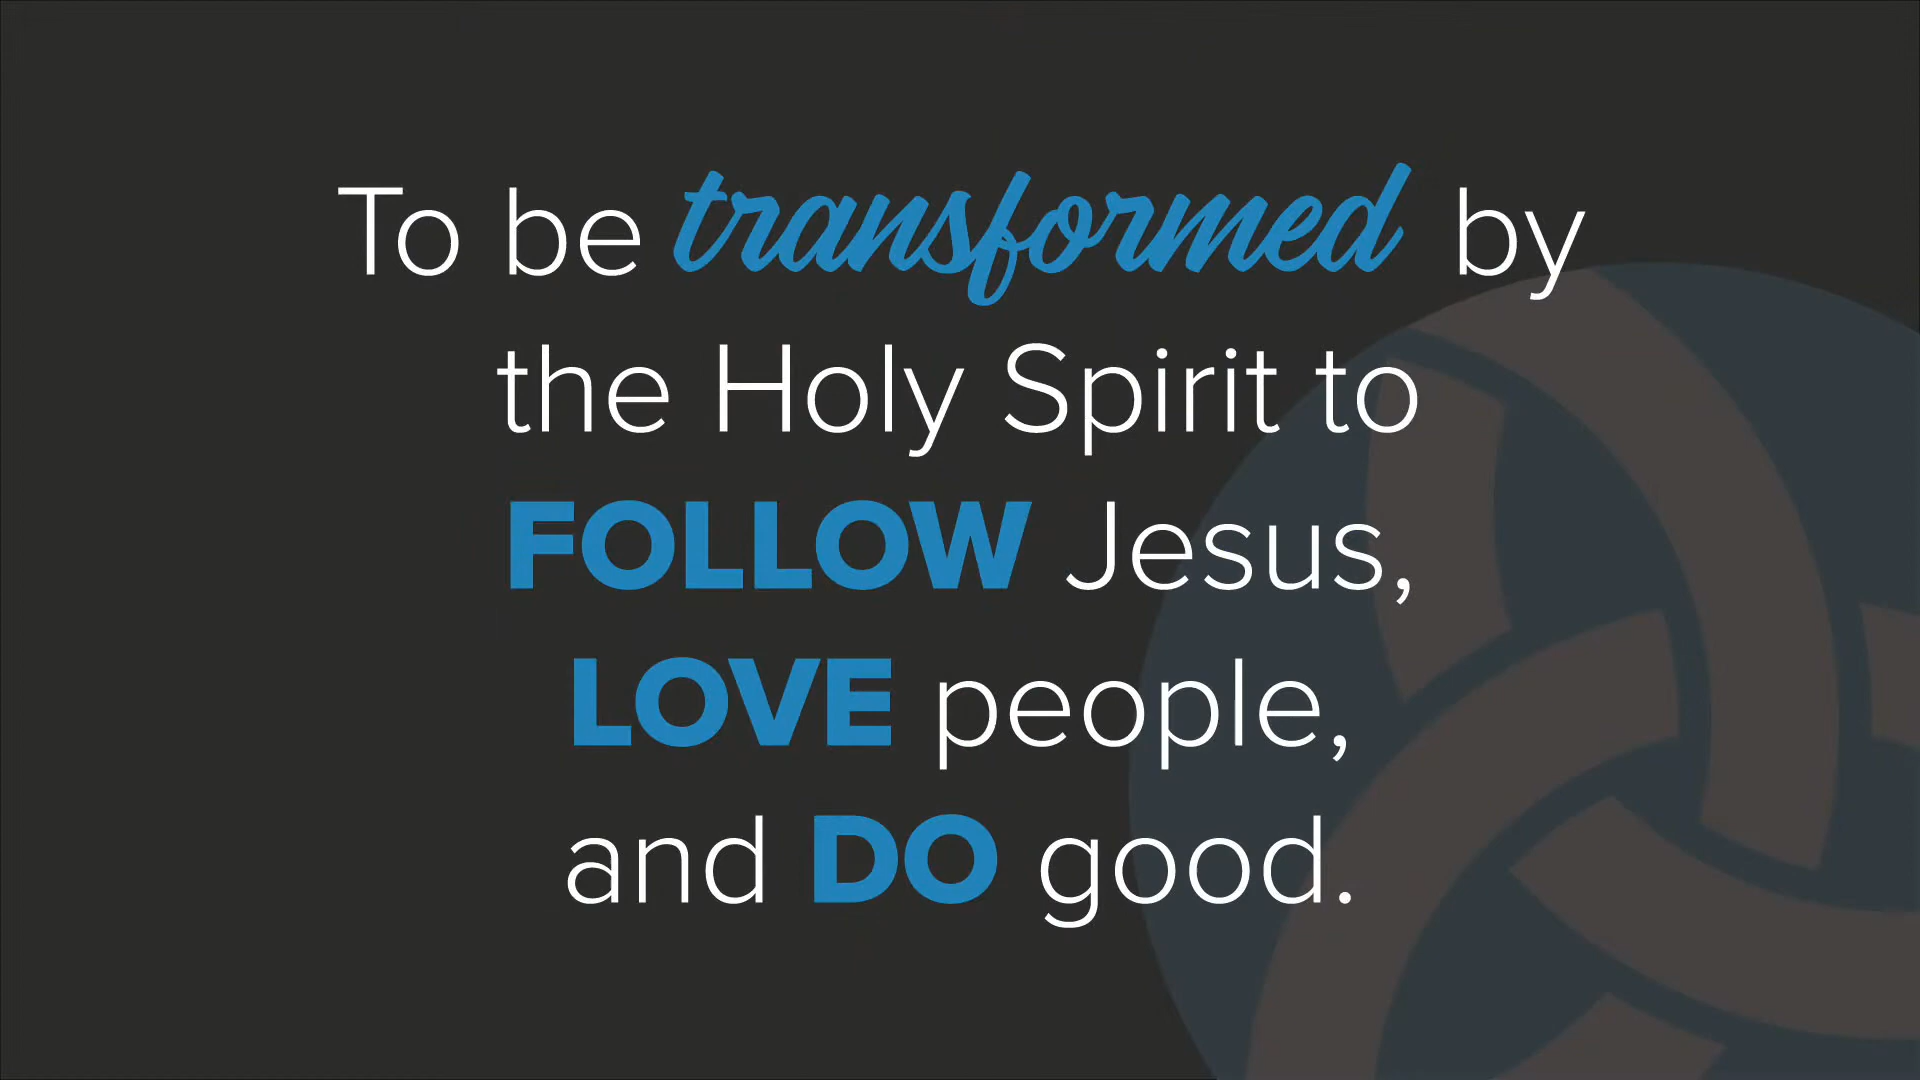 To be transformed by
the Holy Spirit to
FOLLOW Jesus,
LOVE people,
and DO good.